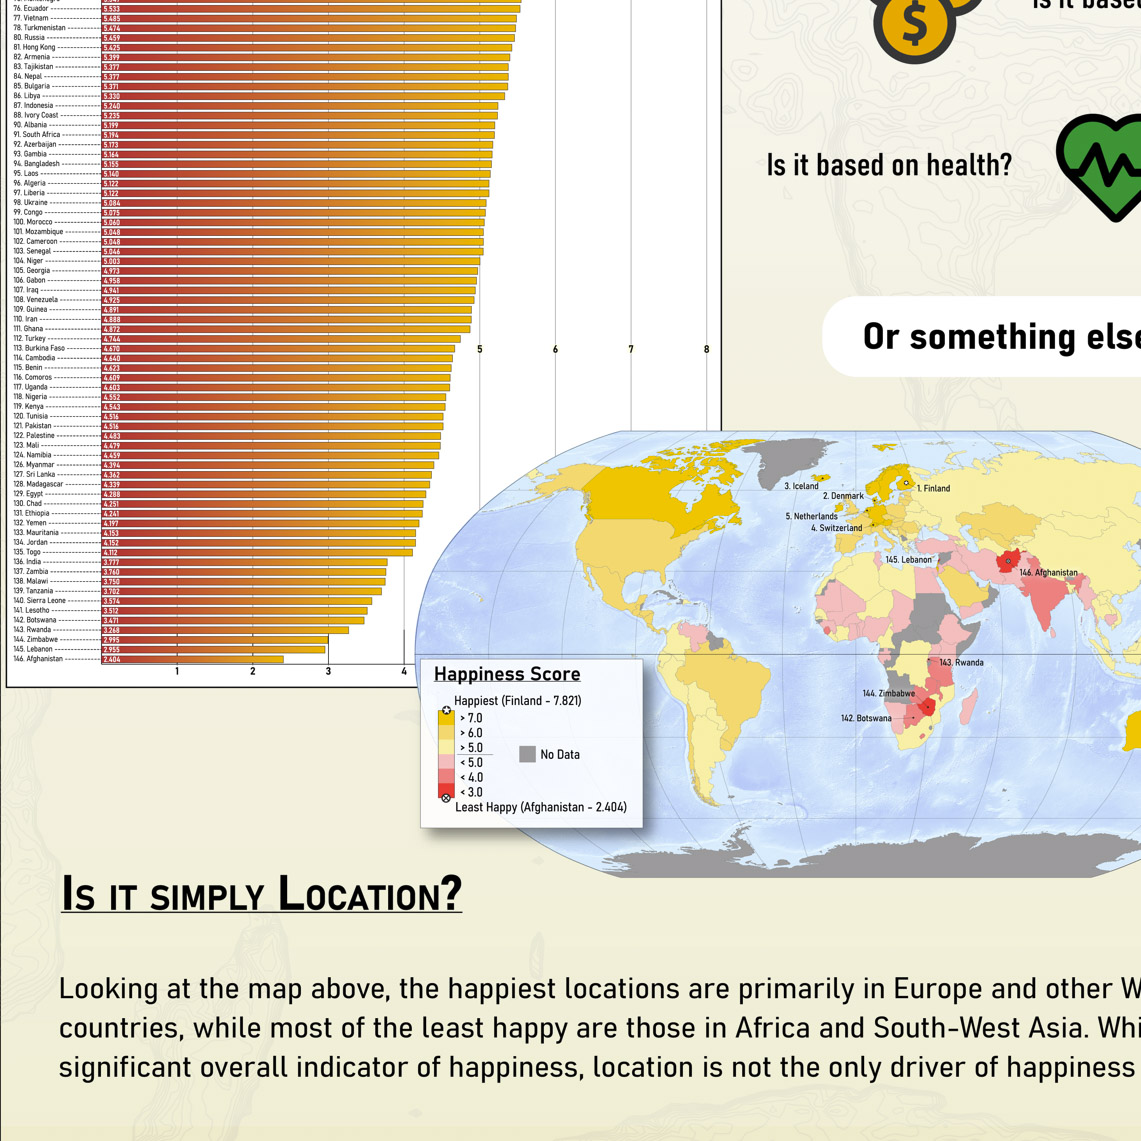 76. Ecuador 5.533
77. Vietnam 5.485
78. Turkmenistan 5.474
80. Russia 5.459
81. Hong Kong 5.425
82. Armenia 5.399
83. Tajikistan 5.377
84. Nepal 5.377
85. Bulgaria 5.371
86. Libya 5.330
87. Indonesia 5.240
88. Ivory Coast 5.235
90. Albania 5.199
91. South Africa 5.194
92. Azerbaijan 5.173
93. Gambia 5.164
94. Bangladesh 5.155
95. Laos 5.140
96. Algeria 5.122
97. Liberia 5.122
98. Ukraine 5.084
99. Congo 5.075
100. Morocco 5.060
101. Mozambique 5.048
102. Cameroon 5.048
103. Senegal 5.046
104. Niger 5.003
105. Georgia 4.973
106. Gabon 4.958
107. Iraq 4.941
108. Venezuela 4.925
109. Guinea 4.891
110. Iran 4.888
111. Ghana 4.872
112. Turkey 4.744
113. Burkina Faso 4.670
114. Cambodia 4.640
115. Benin 4.623
116. Comoros 4.609
117. Uganda 4.603
118. Nigeria 4.552
119. Kenya 4.543
120. Tunisia 4.516
121. Pakistan 4.516
122. Palestine 4.483
123. Mali 4.479
124. Namibia 4.459
126. Myanmar 4.394
127. Sri Lanka 4.362
128. Madagascar 4.339
129. Egypt 4.288
130. Chad 4.251
131. Ethiopia 4.241
132. Yemen 4.197
133. Mauritania 4.153
134. Jordan 4.152
135. Togo 4.112
136. India 3.777
137. Zambia 3.760
138. Malawi 3.750
139. Tanzania 3.702
140. Sierra Leone 3.574
141. Lesotho 3.512
142. Botswana 3.471
143. Rwanda 3.268
144. Zimbabwe 2.995
145. Lebanon 2.955
146. Afghanistan 2.404
1 2 3 4
5 6 7 8
$
Is it based on health?
Or something else
3. Iceland
2. Denmark
1. Finland
5. Netherlands
4. Switzerland
145. Lebanon
146. Afghanistan
143. Rwanda
144. Zimbabwe
142. Botswana
Happiness Score
Happiest (Finland - 7.821)
> 7.0
> 6.0
> 5.0
< 5.0
< 4.0
< 3.0
No Data
Least Happy (Afghanistan - 2.404)
Is it simply Location?
Looking at the map above, the happiest locations are primarily in Europe and other W
countries, while most of the least happy are those in Africa and South-West Asia. Whi
significant overall indicator of happiness, location is not the only driver of happiness